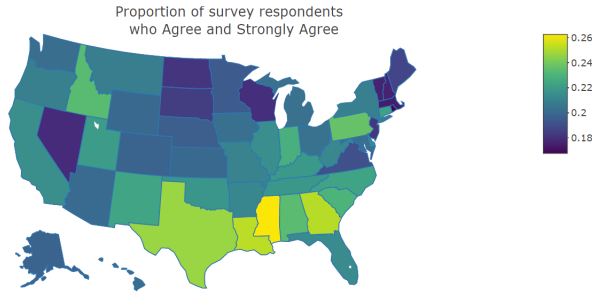 Proportion of survey respondents
who Agree and Strongly Agree
0.26
0.24
0.22
0.2
0.18